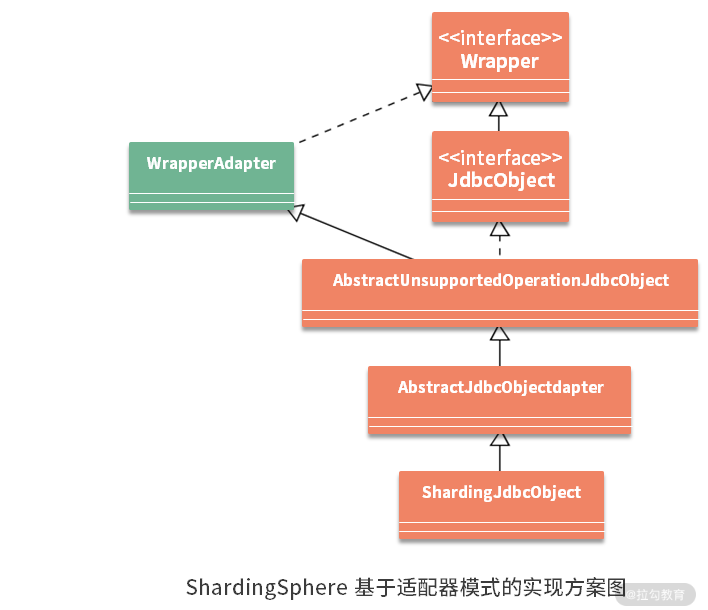 <<interface>>
Wrapper
WrapperAdapter
<<interface>>
JdbcObject
AbstractUnsupportedOperationJdbcObject
AbstractJdbcObjectdapter
ShardingJdbcObject
ShardingSphere 基于适配器模式的实现方案图
@拉勾教育